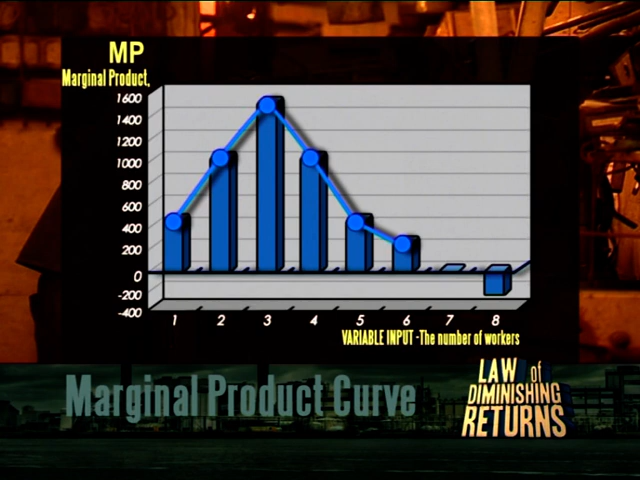 MP
Marginal Product,
1600
1400
1200
1000
800
600
400
200
0
-200
-400
1 2 3 4 5 6 7 8
VARIABLE INPUT -The number of workers
Marginal Product Curve
LAW of
DIMINISHING
RETURNS